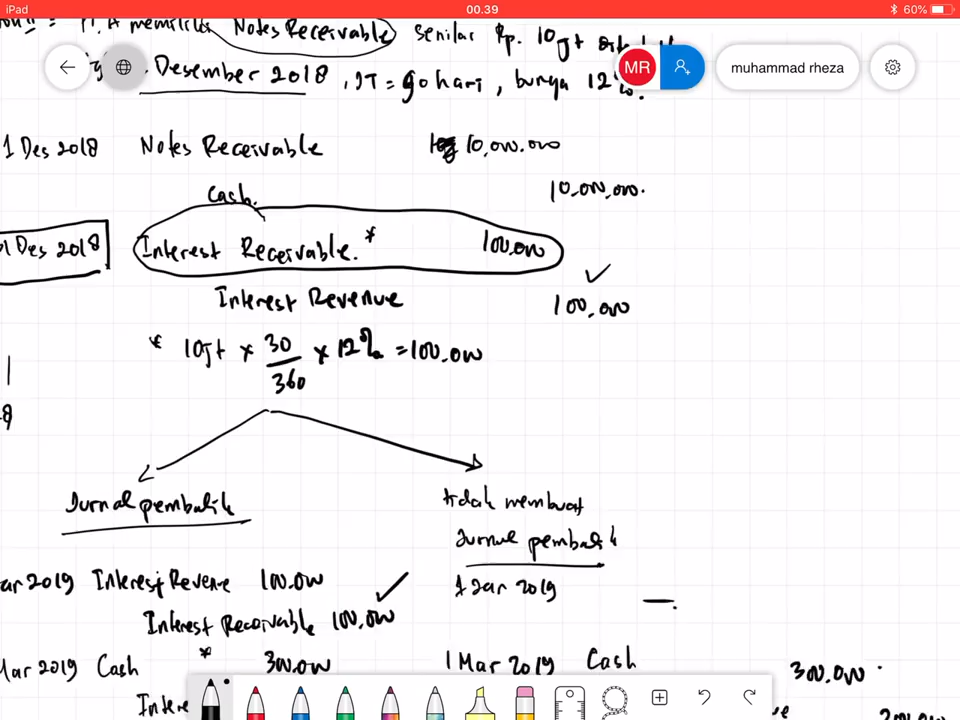 iPad 00.39 60%
Notes Receivable senilai Rp. 10jt
Desember 2018, JT = 90 hari, bunga 12%.
MR muhammad rheza
1 Des 2018 Notes Receivable 10.000.000
Cash. 10.000.000.
Des 2018 Interest Receivable.* 100.000
Interest Revenue 100.000
* 10jt × 30/360 × 12% = 100.000
Jurnal pembalik
tidak membuat
Jurnal pembalik
2019 Interest Revenue 100.000
1 Jan 2019 —.
Interest Receivable 100.000
Mar 2019 Cash * 300.000
1 Mar 2019 Cash 300.000